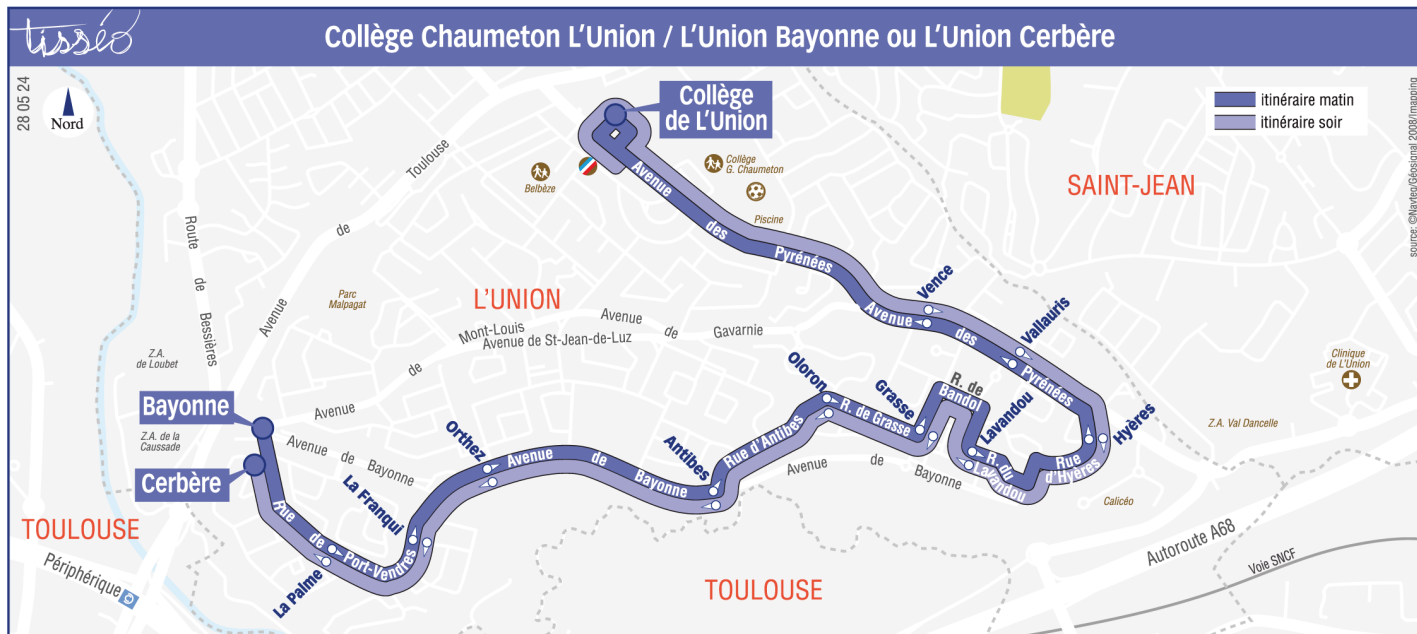 tisséo
Collège Chaumeton L'Union / L'Union Bayonne ou L'Union Cerbère
28 05 24
Nord
Collège
de L'Union
itinéraire matin
itinéraire soir
source: ©Navteq/Géosignal 2008/Imapping
Toulouse
de
Avenue
Belbèze
Collège
G. Chaumeton
Piscine
SAINT-JEAN
Avenue
des
Pyrénées
Route
de
Bessières
Parc
Malpagat
L'UNION
Mont-Louis
Avenue de St-Jean-de-Luz
Avenue
de
Gavarnie
Vence
Avenue
des
Pyrénées
Vallauris
Z.A.
de Loubet
Clinique
de L'Union
Oloron
Grasse
R. de
Bandol
Lavandou
Hyères
Bayonne
Avenue
de
Z.A. de la
Caussade
Avenue de Bayonne
Cerbère
Orthez
Avenue
de
Bayonne
Antibes
Rue d'Antibes
R. de Grasse
Avenue
de
Bayonne
R. du
Lavandou
Rue
d'Hyères
Z.A. Val Dancelle
Calicéo
La Franqui
Rue
de
Port-Vendres
La Palme
TOULOUSE
Périphérique
TOULOUSE
Autoroute A68
Voie SNCF